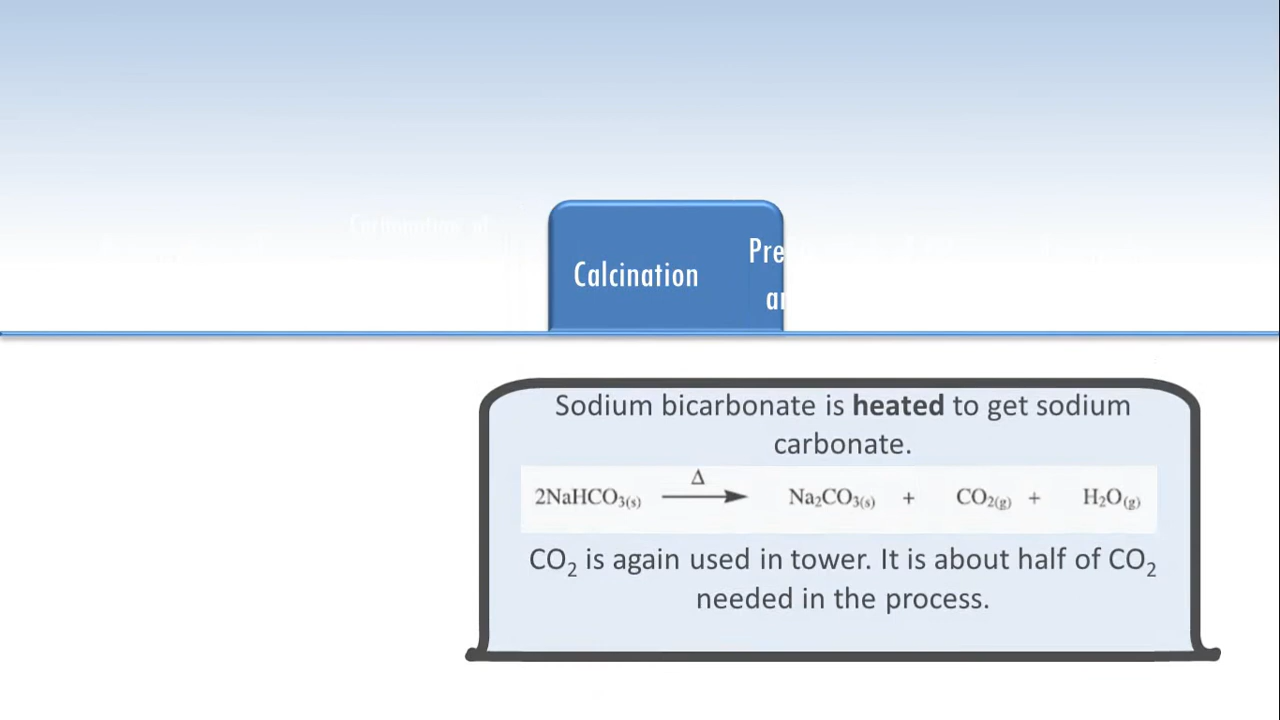 Calcination
Pre
Sodium bicarbonate is heated to get sodium
carbonate.
Δ
2NaHCO₃(s) → Na₂CO₃(s) + CO₂(g) + H₂O(g)
CO₂ is again used in tower. It is about half of CO₂
needed in the process.